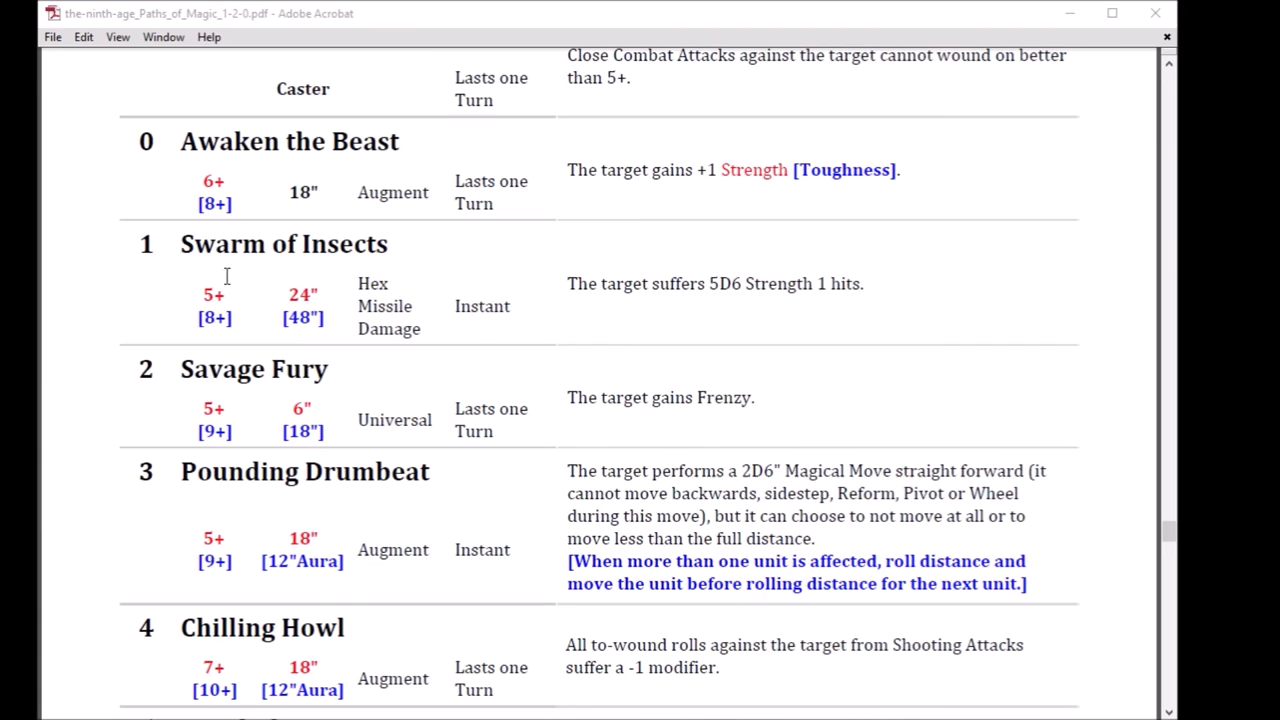 the-ninth-age_Paths_of_Magic_1-2-0.pdf - Adobe Acrobat
File Edit View Window Help
Close Combat Attacks against the target cannot wound on better
than 5+.
Caster
Lasts one
Turn
0 Awaken the Beast
6+
[8+]
18"
Augment
Lasts one
Turn
The target gains +1 Strength [Toughness].
1 Swarm of Insects
5+
[8+]
24"
[48"]
Hex
Missile
Damage
Instant
The target suffers 5D6 Strength 1 hits.
2 Savage Fury
5+
[9+]
6"
[18"]
Universal
Lasts one
Turn
The target gains Frenzy.
3 Pounding Drumbeat
5+
[9+]
18"
[12"Aura]
Augment
Instant
The target performs a 2D6" Magical Move straight forward (it
cannot move backwards, sidestep, Reform, Pivot or Wheel
during this move), but it can choose to not move at all or to
move less than the full distance.
[When more than one unit is affected, roll distance and
move the unit before rolling distance for the next unit.]
4 Chilling Howl
7+
[10+]
18"
[12"Aura]
Augment
Lasts one
Turn
All to-wound rolls against the target from Shooting Attacks
suffer a -1 modifier.